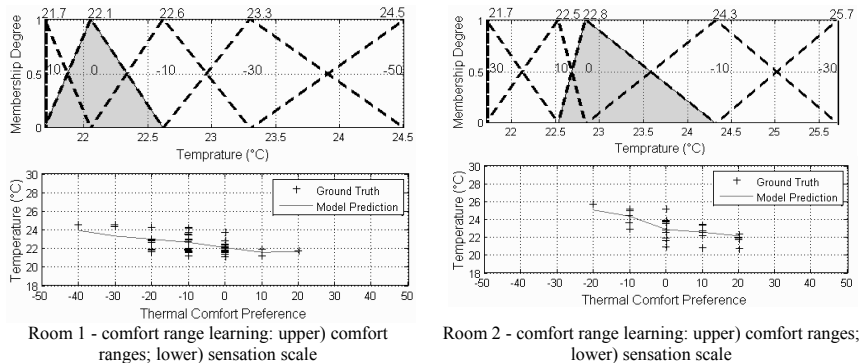 21.7 22.1 22.6 23.3 24.5
Membership Degree
1
0.5
0
10 0 -10 -30 -50
22 22.5 23 23.5 24 24.5
Temprature (°C)
Temperature (°C)
30
28
26
24
22
20
18
+ Ground Truth
Model Prediction
-50 -40 -30 -20 -10 0 10 20 30 40 50
Thermal Comfort Preference
Room 1 - comfort range learning: upper) comfort
ranges; lower) sensation scale
21.7 22.5 22.8 24.3 25.7
Membership Degree
1
0.5
0
30 10 0 -10 -30
22 22.5 23 23.5 24 24.5 25 25.5
Temprature (°C)
Temperature (°C)
30
28
26
24
22
20
18
+ Ground Truth
Model Prediction
-50 -40 -30 -20 -10 0 10 20 30 40 50
Thermal Comfort Preference
Room 2 - comfort range learning: upper) comfort ranges;
lower) sensation scale